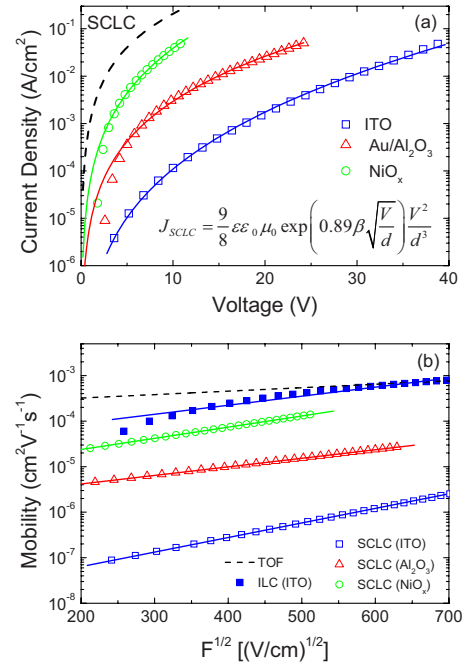 SCLC
(a)
10⁻¹
10⁻²
10⁻³
10⁻⁴
10⁻⁵
10⁻⁶
Current Density (A/cm²)
ITO
Au/Al₂O₃
NiOₓ
J_SCLC = 9/8 εε₀μ₀ exp(0.89β√(V/d)) V²/d³
0 10 20 30 40
Voltage (V)
(b)
10⁻²
10⁻³
10⁻⁴
10⁻⁵
10⁻⁶
10⁻⁷
10⁻⁸
Mobility (cm²V⁻¹s⁻¹)
TOF
ILC (ITO)
SCLC (ITO)
SCLC (Al₂O₃)
SCLC (NiOₓ)
200 300 400 500 600 700
F¹ᐟ² [(V/cm)¹ᐟ²]